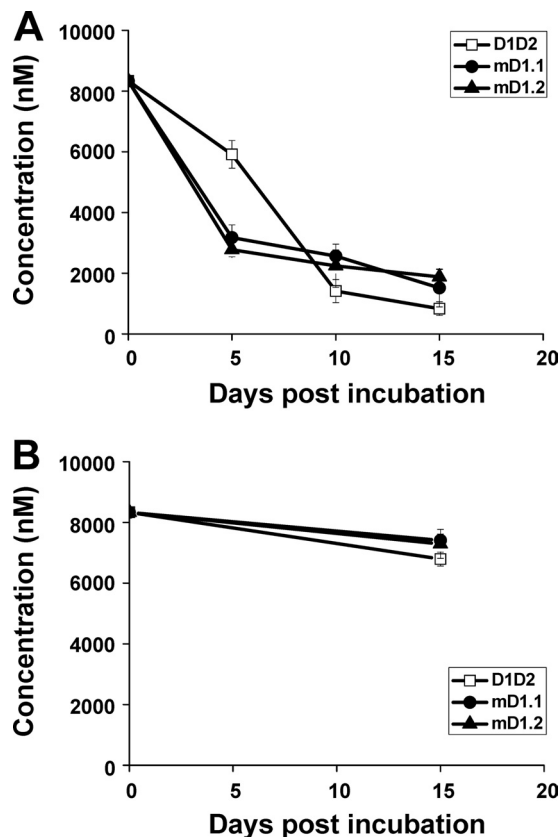 A
10000
8000
6000
4000
2000
0
Concentration (nM)
D1D2
mD1.1
mD1.2
0 5 10 15 20
Days post incubation
B
10000
8000
6000
4000
2000
0
Concentration (nM)
D1D2
mD1.1
mD1.2
0 5 10 15 20
Days post incubation